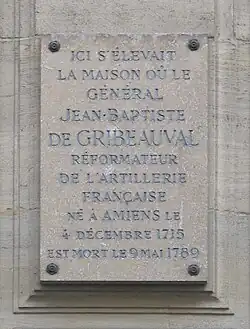 ICI S'ÉLEVAIT
LA MAISON OÙ LE
GÉNÉRAL
JEAN-BAPTISTE
DE GRIBEAUVAL
RÉFORMATEUR
DE L'ARTILLERIE
FRANÇAISE
NÉ À AMIENS LE
4 DÉCEMBRE 1715
EST MORT LE 9 MAI 1789